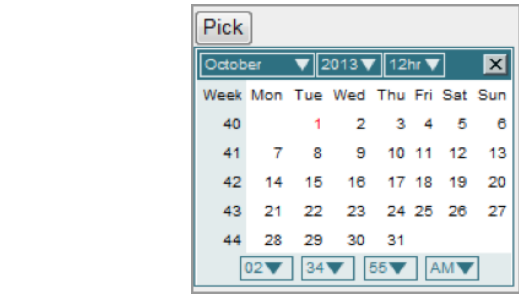 Pick
October 2013 12hr X
Week Mon Tue Wed Thu Fri Sat Sun
40 1 2 3 4 5 6
41 7 8 9 10 11 12 13
42 14 15 16 17 18 19 20
43 21 22 23 24 25 26 27
44 28 29 30 31
02 34 55 AM